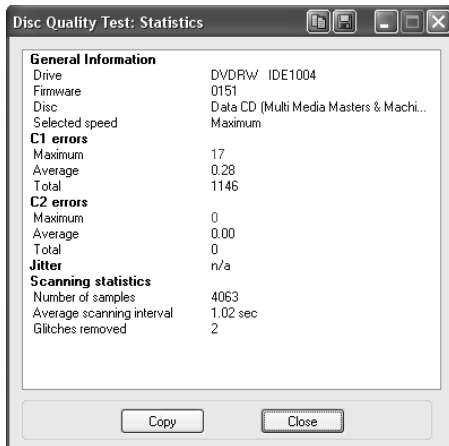 Disc Quality Test: Statistics
General Information
Drive DVDRW IDE1004
Firmware 0151
Disc Data CD (Multi Media Masters & Machi...
Selected speed Maximum
C1 errors
Maximum 17
Average 0.28
Total 1146
C2 errors
Maximum 0
Average 0.00
Total 0
Jitter n/a
Scanning statistics
Number of samples 4063
Average scanning interval 1.02 sec
Glitches removed 2
Copy Close